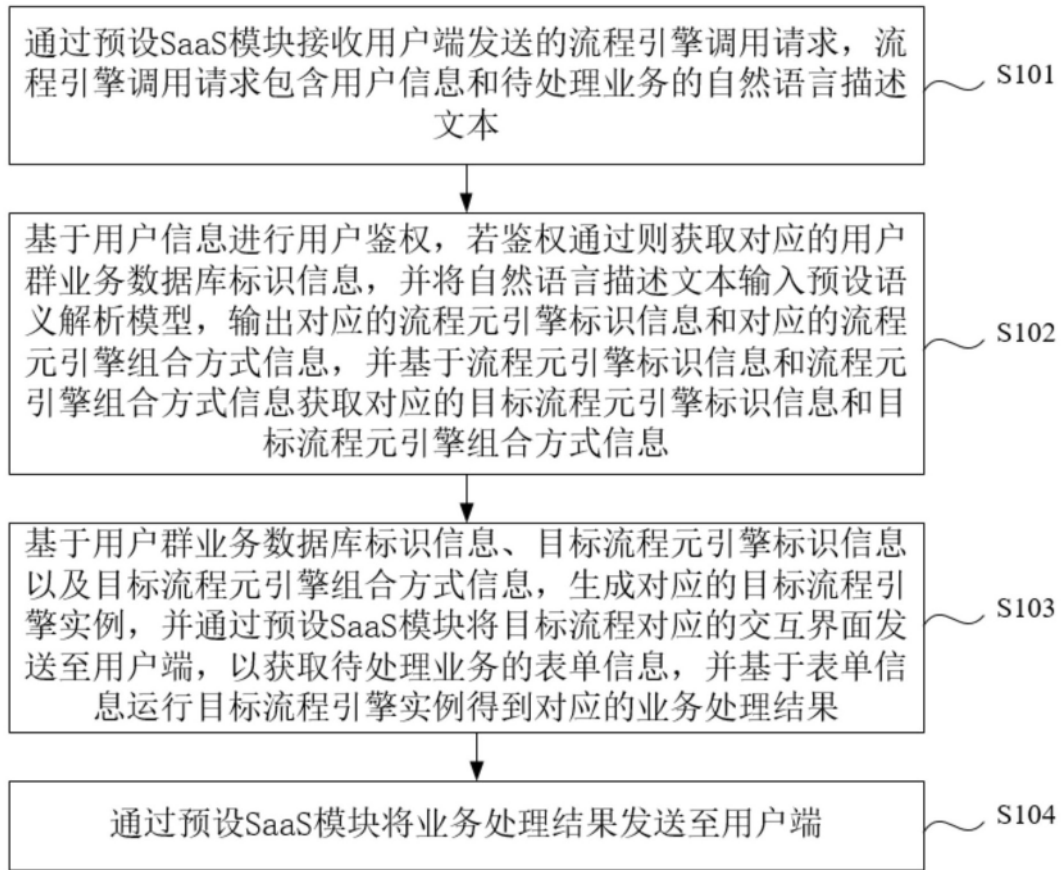 通过预设SaaS模块接收用户端发送的流程引擎调用请求，流
程引擎调用请求包含用户信息和待处理业务的自然语言描述
文本
S101
基于用户信息进行用户鉴权，若鉴权通过则获取对应的用户
群业务数据库标识信息，并将自然语言描述文本输入预设语
义解析模型，输出对应的流程元引擎标识信息和对应的流程
元引擎组合方式信息，并基于流程元引擎标识信息和流程元
引擎组合方式信息获取对应的目标流程元引擎标识信息和目
标流程元引擎组合方式信息
S102
基于用户群业务数据库标识信息、目标流程元引擎标识信息
以及目标流程元引擎组合方式信息，生成对应的目标流程引
擎实例，并通过预设SaaS模块将目标流程对应的交互界面发
送至用户端，以获取待处理业务的表单信息，并基于表单信
息运行目标流程引擎实例得到对应的业务处理结果
S103
通过预设SaaS模块将业务处理结果发送至用户端
S104